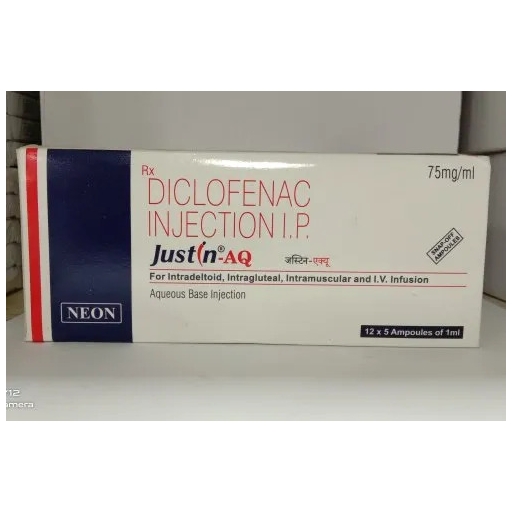 Rx
75mg/ml
DICLOFENAC
INJECTION I.P.
Justin®-AQ
जस्टिन-एक्यू
SNAP-OFF
AMPOULES
For Intradeltoid, Intragluteal, Intramuscular and I.V. Infusion
Aqueous Base Injection
NEON
12 x 5 Ampoules of 1ml